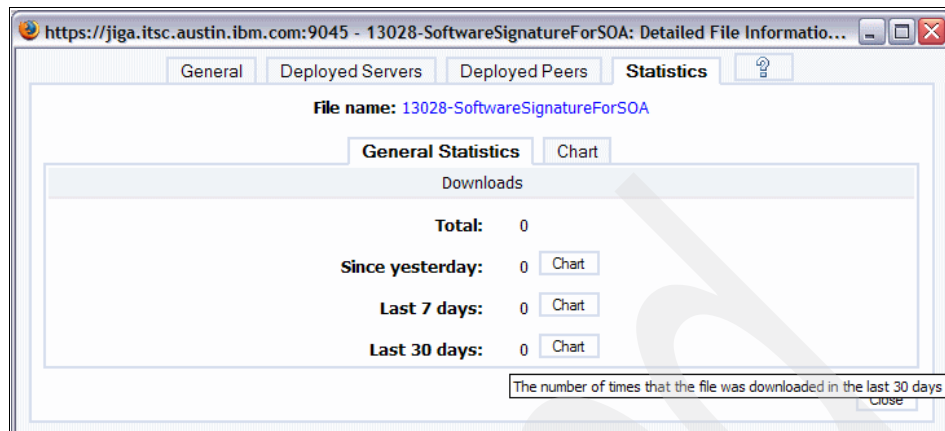 https://jiga.itsc.austin.ibm.com:9045 - 13028-SoftwareSignatureForSOA: Detailed File Informatio...
General Deployed Servers Deployed Peers Statistics ?
File name: 13028-SoftwareSignatureForSOA
General Statistics Chart
Downloads
Total: 0
Since yesterday: 0 Chart
Last 7 days: 0 Chart
Last 30 days: 0 Chart
The number of times that the file was downloaded in the last 30 days
Close